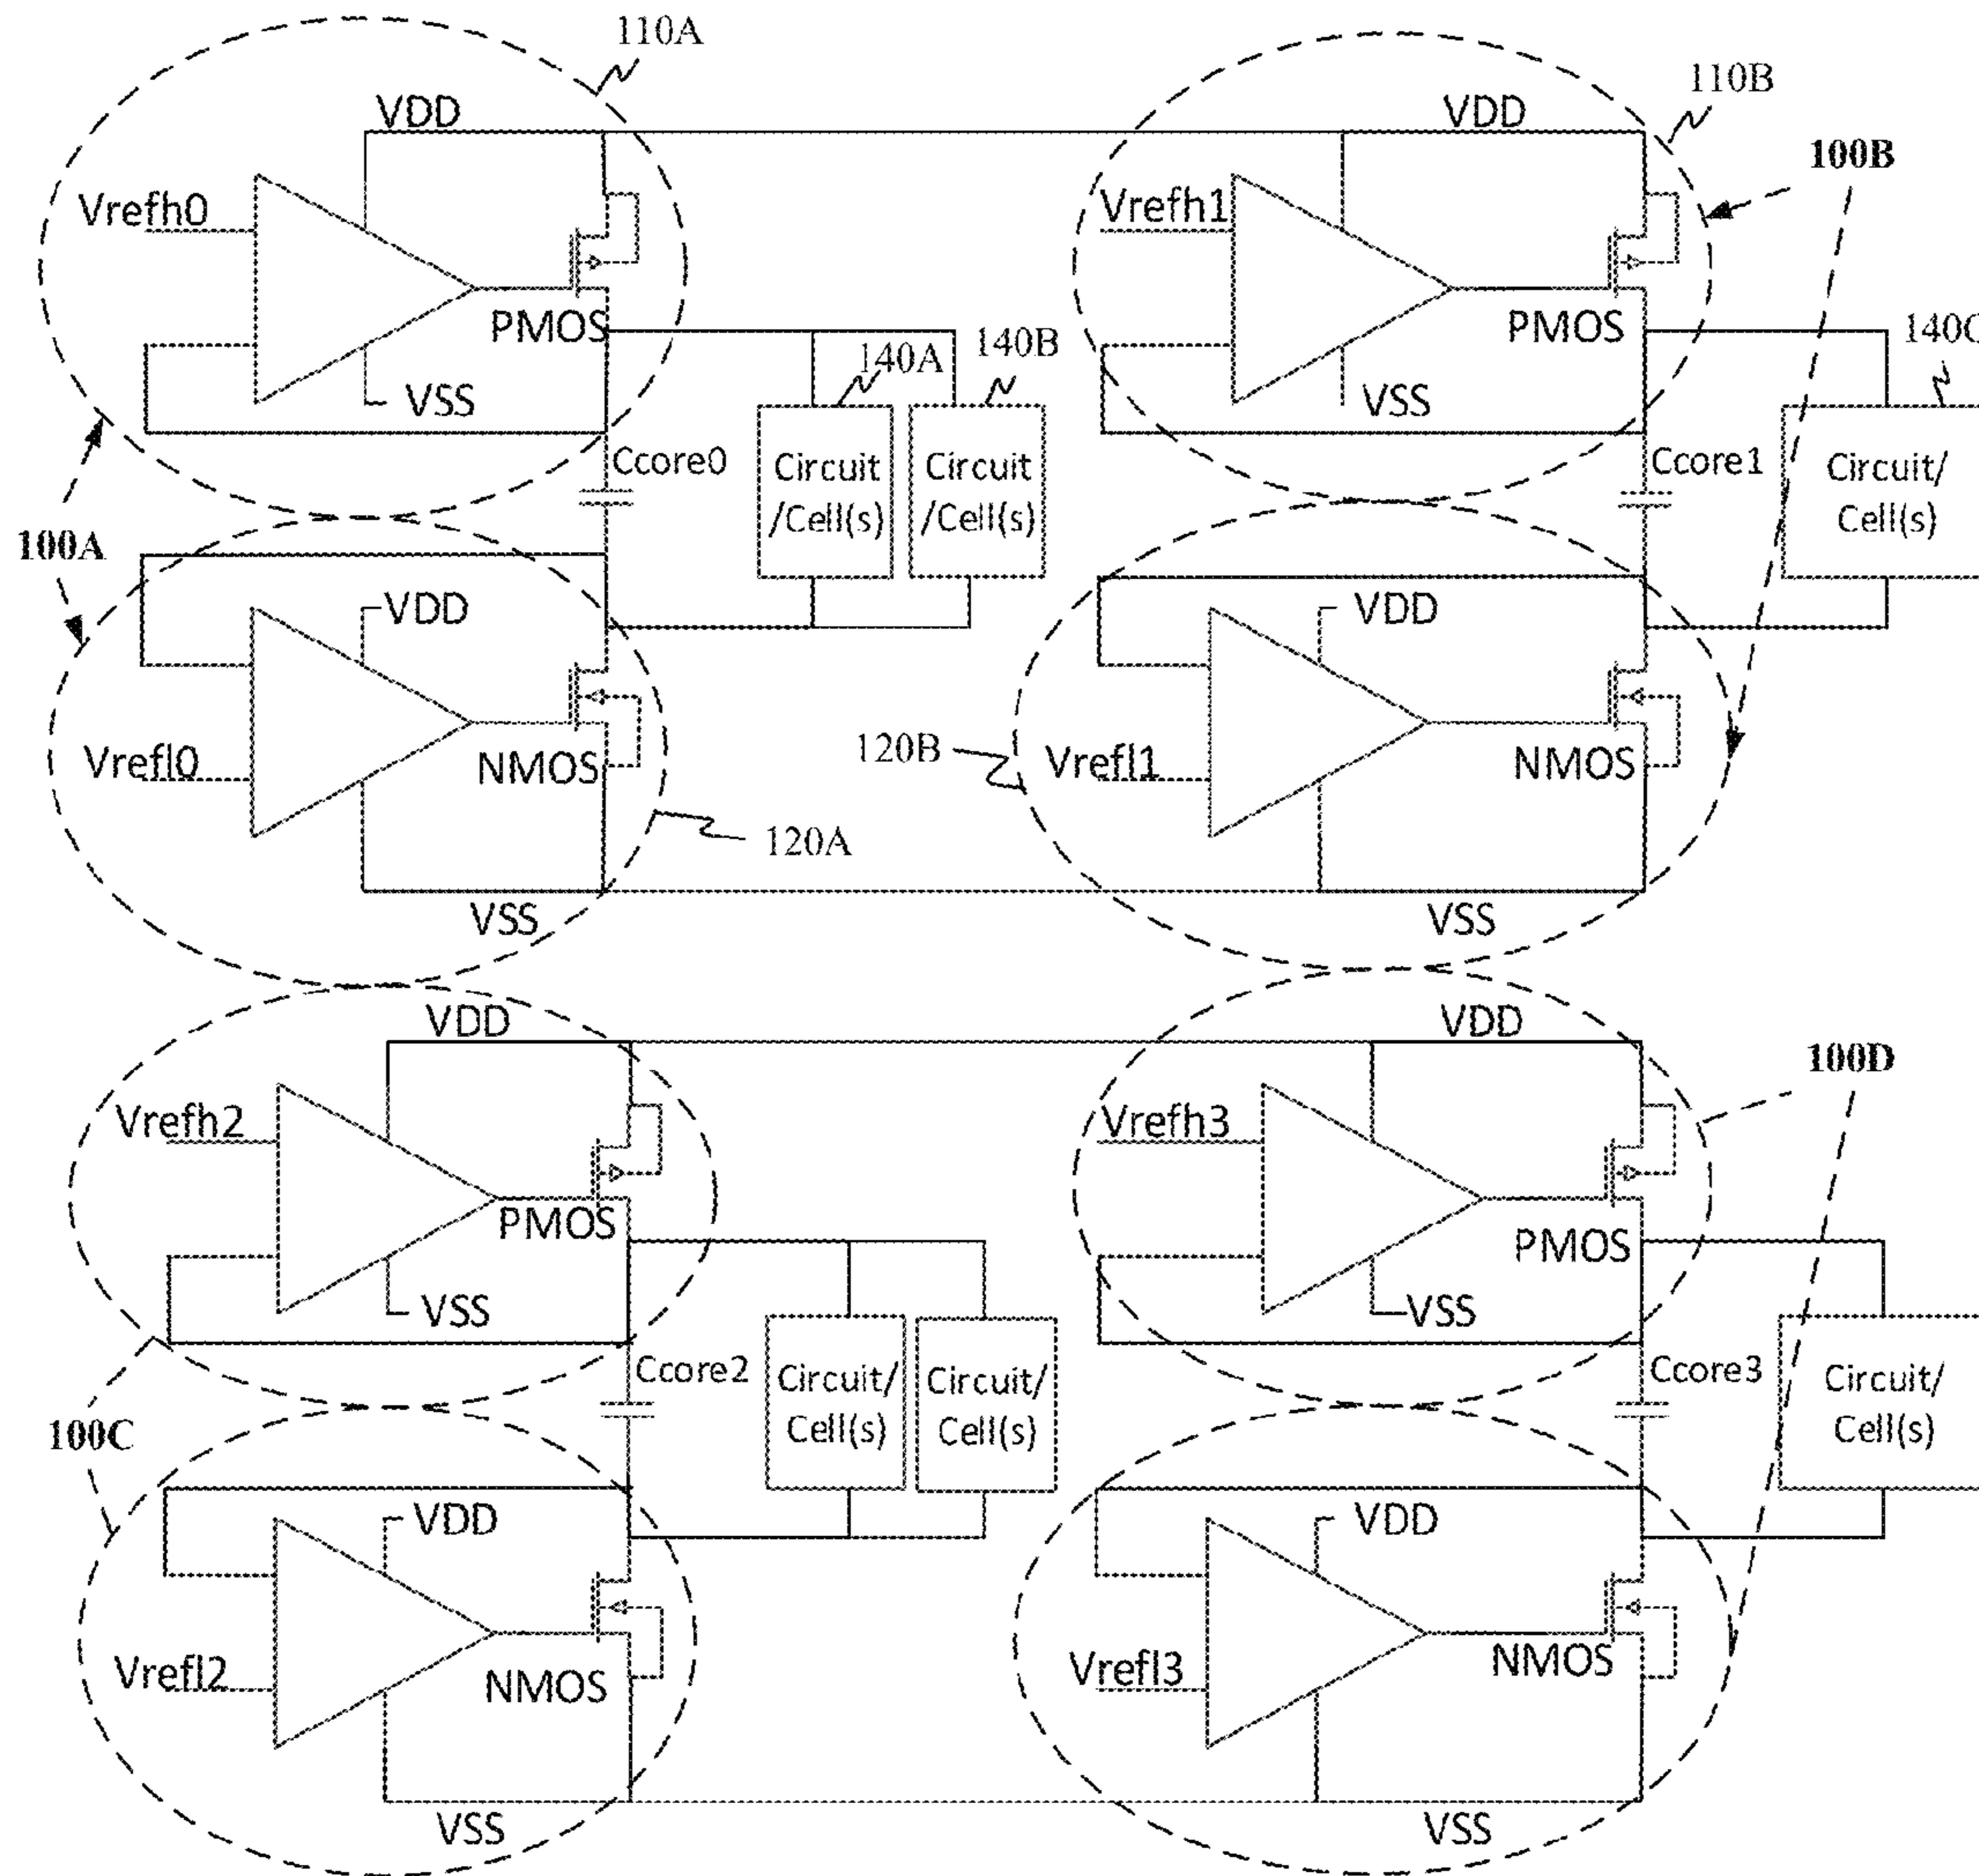 110A
110B
VDD
VDD
100B
Vrefh0
Vrefh1
PMOS
PMOS
140A
140B
140C
VSS
VSS
Ccore0
Circuit
/Cell(s)
Circuit
/Cell(s)
Ccore1
Circuit/
Cell(s)
100A
VDD
VDD
Vrefl0
NMOS
120B
Vrefl1
NMOS
120A
VSS
VSS
VDD
VDD
100D
Vrefh2
Vrefh3
PMOS
PMOS
VSS
VSS
Ccore2
Circuit/
Cell(s)
Circuit/
Cell(s)
Ccore3
Circuit/
Cell(s)
100C
VDD
VDD
Vrefl2
NMOS
Vrefl3
NMOS
VSS
VSS